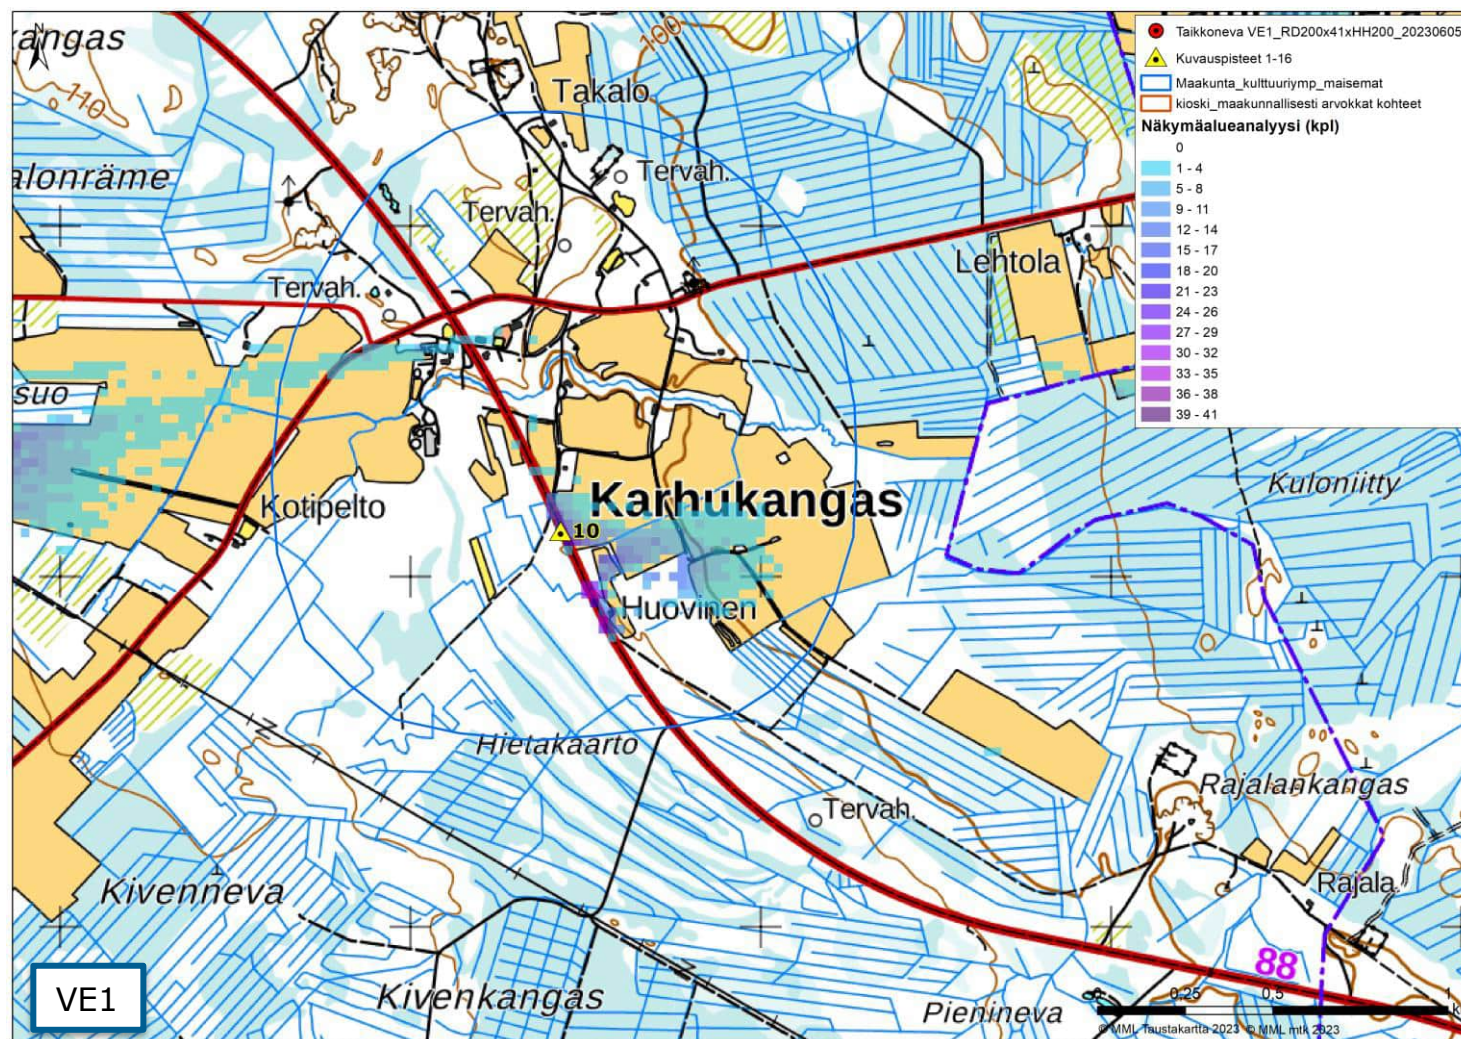 kangas
110
100
Takalo
Tervah.
Tervah.
alonräme
Tervah.
Lehtola
suo
Kotipelto
Karhukangas
10
Huovinen
Kuloniitty
Hietakaarto
Tervah.
Rajalankangas
Rajala
Kivenneva
Kivenkangas
Pienineva
88
VE1
N
Taikkoneva VE1_RD200x41xHH200_20230605
Kuvauspisteet 1-16
Maakunta_kulttuuriymp_maisemat
kioski_maakunnallisesti arvokkat kohteet
Näkymäalueanalyysi (kpl)
0
1 - 4
5 - 8
9 - 11
12 - 14
15 - 17
18 - 20
21 - 23
24 - 26
27 - 29
30 - 32
33 - 35
36 - 38
39 - 41
0 0,25 0,5 1
© MML Taustakartta 2023 © MML mtk 2023